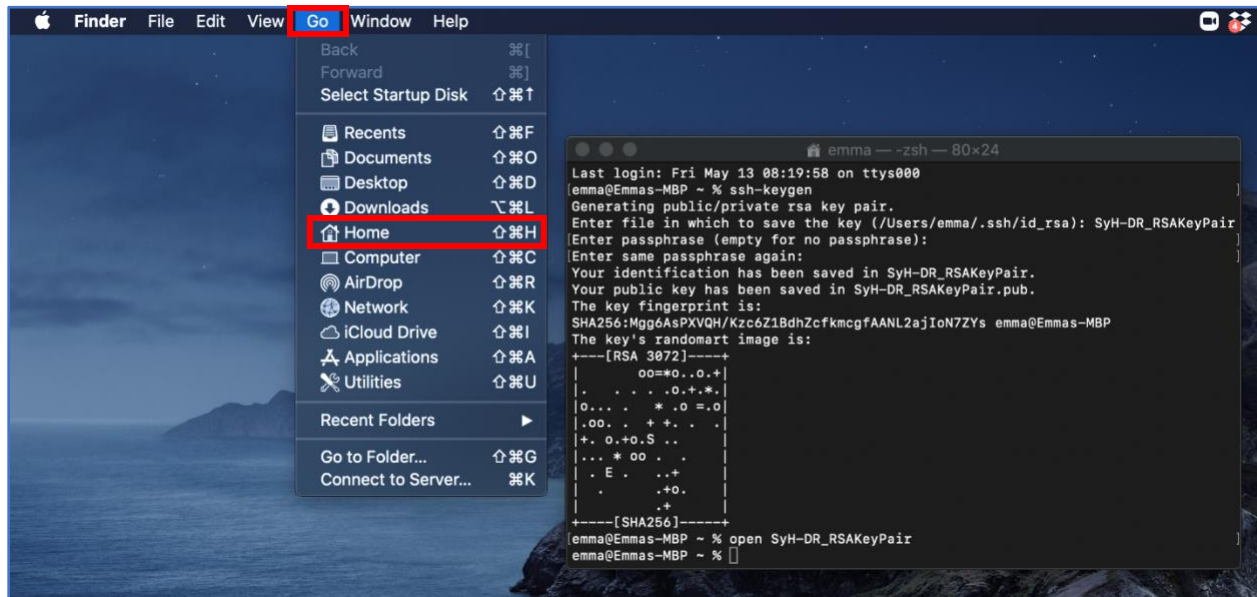 Finder File Edit View Go Window Help
4
Back ⌘[
Forward ⌘]
Select Startup Disk ⇧⌘↑
Recents ⇧⌘F
Documents ⇧⌘O
Desktop ⇧⌘D
Downloads ⌥⌘L
Home ⇧⌘H
Computer ⇧⌘C
AirDrop ⇧⌘R
Network ⇧⌘K
iCloud Drive ⇧⌘I
Applications ⇧⌘A
Utilities ⇧⌘U
Recent Folders ▶
Go to Folder... ⇧⌘G
Connect to Server... ⌘K
emma — -zsh — 80×24
Last login: Fri May 13 08:19:58 on ttys000
[emma@Emmas-MBP ~ % ssh-keygen ]
Generating public/private rsa key pair.
Enter file in which to save the key (/Users/emma/.ssh/id_rsa): SyH-DR_RSAKeyPair
[Enter passphrase (empty for no passphrase): ]
[Enter same passphrase again: ]
Your identification has been saved in SyH-DR_RSAKeyPair.
Your public key has been saved in SyH-DR_RSAKeyPair.pub.
The key fingerprint is:
SHA256:Mgg6AsPXVQH/Kzc6Z1BdhZcfkmcgfAANL2ajIoN7ZYs emma@Emmas-MBP
The key's randomart image is:
+---[RSA 3072]----+
|      oo=*o..o.+|
|.  . . . .o.+.*.|
|o... .  * .o =.o|
|.oo. .  + +. .  .|
|+. o.+o.S ..     |
|... * oo .  .    |
| . E .   ..+     |
|  .      .+o.    |
|         .+      |
+----[SHA256]-----+
[emma@Emmas-MBP ~ % open SyH-DR_RSAKeyPair ]
emma@Emmas-MBP ~ %